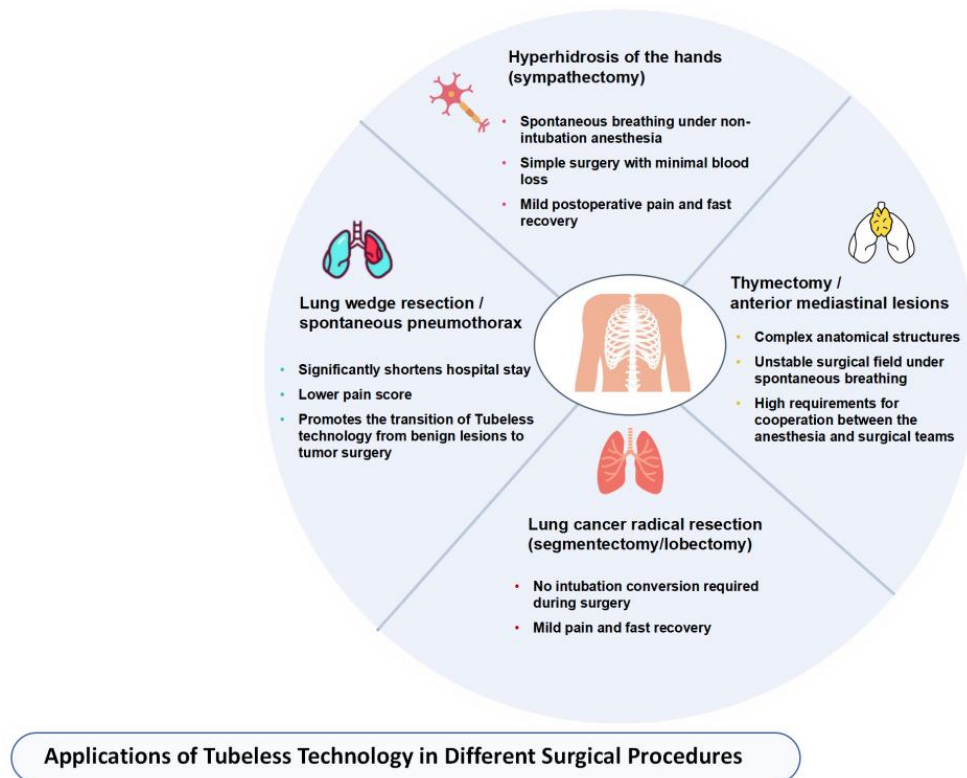 Hyperhidrosis of the hands
(sympathectomy)
• Spontaneous breathing under non-
intubation anesthesia
• Simple surgery with minimal blood
loss
• Mild postoperative pain and fast
recovery
Lung wedge resection /
spontaneous pneumothorax
• Significantly shortens hospital stay
• Lower pain score
• Promotes the transition of Tubeless
technology from benign lesions to
tumor surgery
Thymectomy /
anterior mediastinal lesions
• Complex anatomical structures
• Unstable surgical field under
spontaneous breathing
• High requirements for
cooperation between the
anesthesia and surgical teams
Lung cancer radical resection
(segmentectomy/lobectomy)
• No intubation conversion required
during surgery
• Mild pain and fast recovery
Applications of Tubeless Technology in Different Surgical Procedures